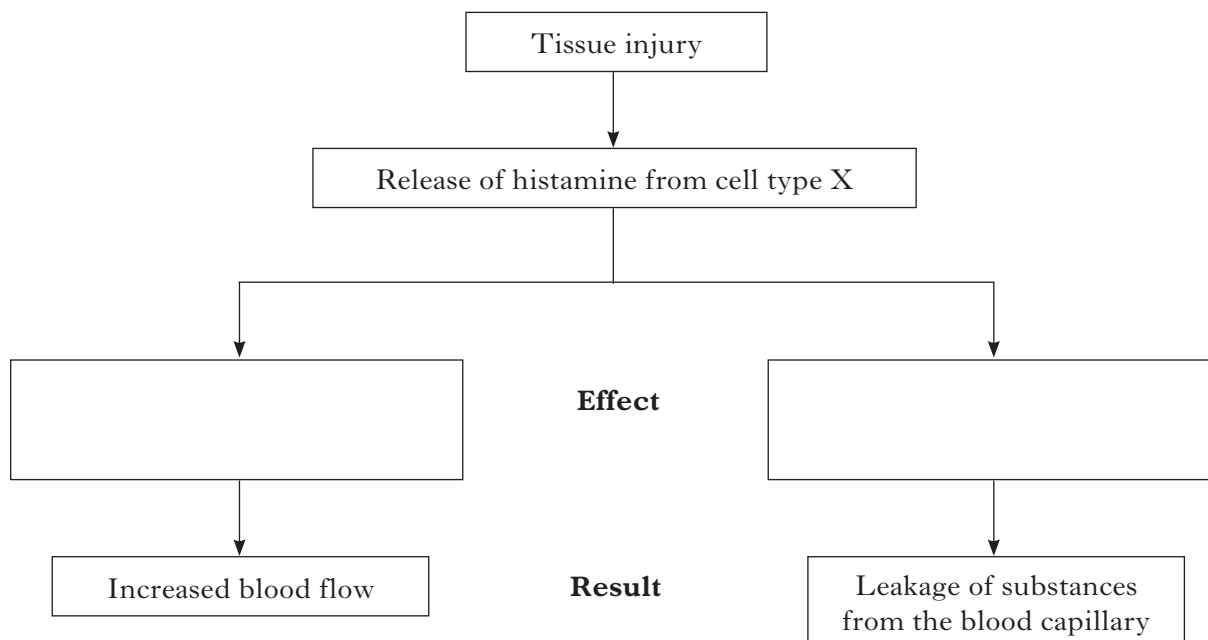 Tissue injury
Release of histamine from cell type X
Effect
Increased blood flow
Result
Leakage of substances
from the blood capillary